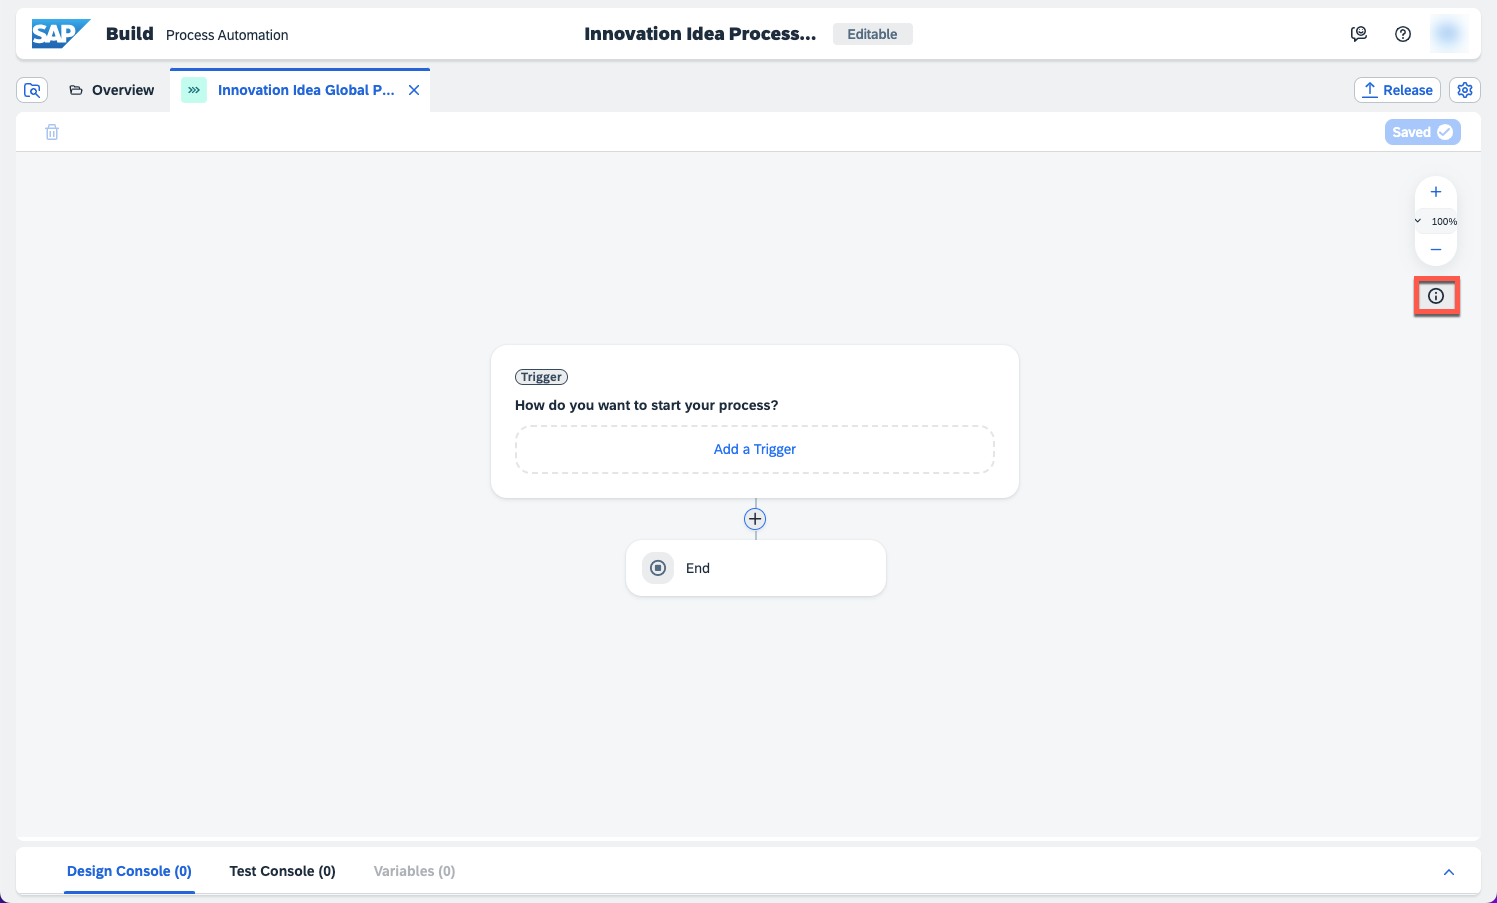 SAP Build Process Automation
Innovation Idea Process... Editable
Overview
Innovation Idea Global P...
Release
Saved
100%
Trigger
How do you want to start your process?
Add a Trigger
End
Design Console (0)
Test Console (0)
Variables (0)